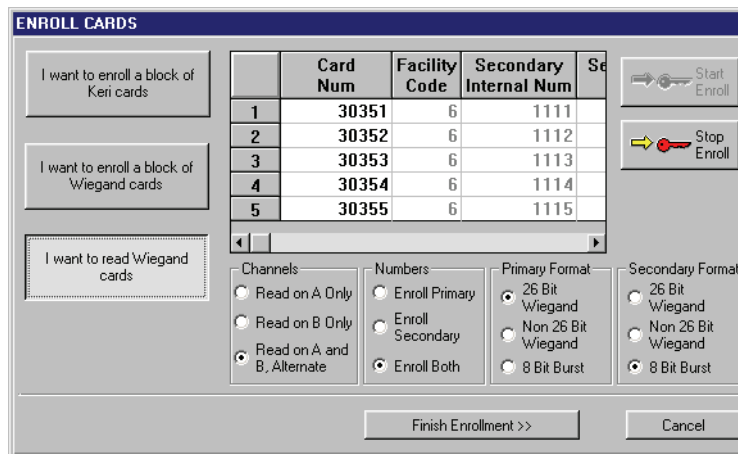 ENROLL CARDS
I want to enroll a block of
Keri cards
I want to enroll a block of
Wiegand cards
I want to read Wiegand
cards
Card Num Facility Code Secondary Internal Num Se
1 30351 6 1111
2 30352 6 1112
3 30353 6 1113
4 30354 6 1114
5 30355 6 1115
Start
Enroll
Stop
Enroll
Channels
Read on A Only
Read on B Only
Read on A and
B, Alternate
Numbers
Enroll Primary
Enroll
Secondary
Enroll Both
Primary Format
26 Bit
Wiegand
Non 26 Bit
Wiegand
8 Bit Burst
Secondary Format
26 Bit
Wiegand
Non 26 Bit
Wiegand
8 Bit Burst
Finish Enrollment >>
Cancel